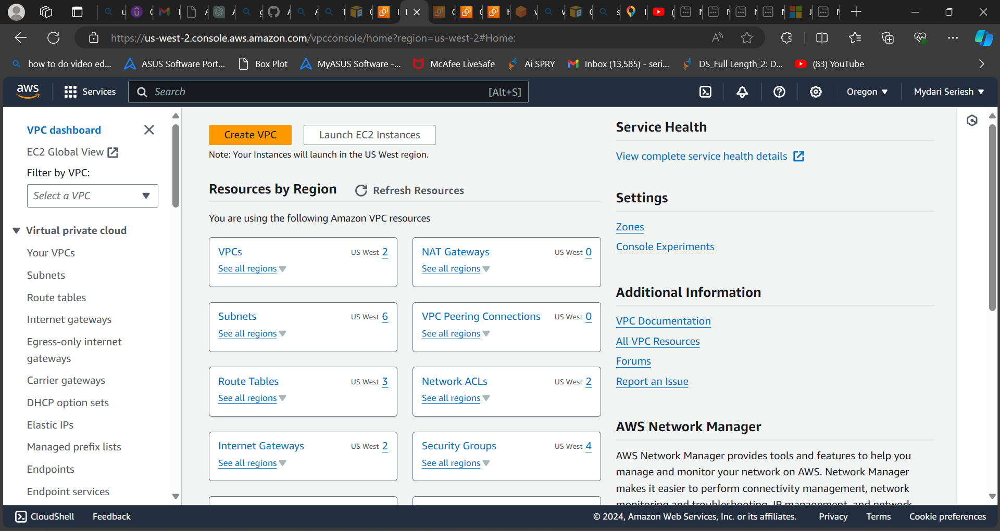 https://us-west-2.console.aws.amazon.com/vpcconsole/home?region=us-west-2#Home:
how to do video ed...
ASUS Software Port...
Box Plot
MyASUS Software -...
McAfee LiveSafe
Ai SPRY
Inbox (13,585) - seri...
DS_Full Length_2: D...
(83) YouTube
aws
Services
Search
[Alt+S]
Oregon
Mydari Seriesh
VPC dashboard
EC2 Global View
Filter by VPC:
Select a VPC
Virtual private cloud
Your VPCs
Subnets
Route tables
Internet gateways
Egress-only internet
gateways
Carrier gateways
DHCP option sets
Elastic IPs
Managed prefix lists
Endpoints
Endpoint services
Create VPC
Launch EC2 Instances
Note: Your Instances will launch in the US West region.
Resources by Region
Refresh Resources
You are using the following Amazon VPC resources
VPCs US West 2
See all regions
NAT Gateways US West 0
See all regions
Subnets US West 6
See all regions
VPC Peering Connections US West 0
See all regions
Route Tables US West 3
See all regions
Network ACLs US West 2
See all regions
Internet Gateways US West 2
See all regions
Security Groups US West 4
See all regions
Service Health
View complete service health details
Settings
Zones
Console Experiments
Additional Information
VPC Documentation
All VPC Resources
Forums
Report an Issue
AWS Network Manager
AWS Network Manager provides tools and features to help you
manage and monitor your network on AWS. Network Manager
makes it easier to perform connectivity management, network
monitoring and troubleshooting, IP management, and network
CloudShell
Feedback
© 2024, Amazon Web Services, Inc. or its affiliates.
Privacy
Terms
Cookie preferences